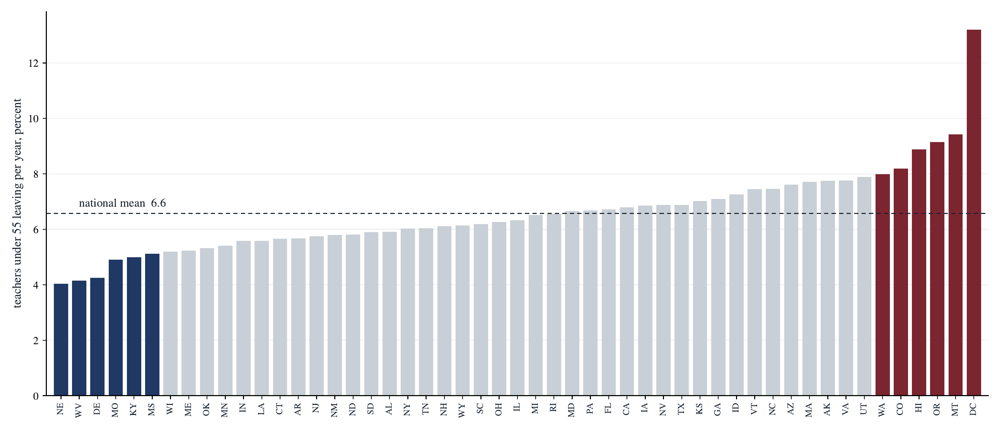 teachers under 55 leaving per year, percent
12
10
8
6
4
2
0
national mean 6.6
NE WV DE MO KY MS WI ME OK MN IN LA CT AR NJ NM ND SD AL NY TN NH WY SC OH IL MI RI MD PA FL CA IA NV TX KS GA ID VT NC AZ MA AK VA UT WA CO HI OR MT DC